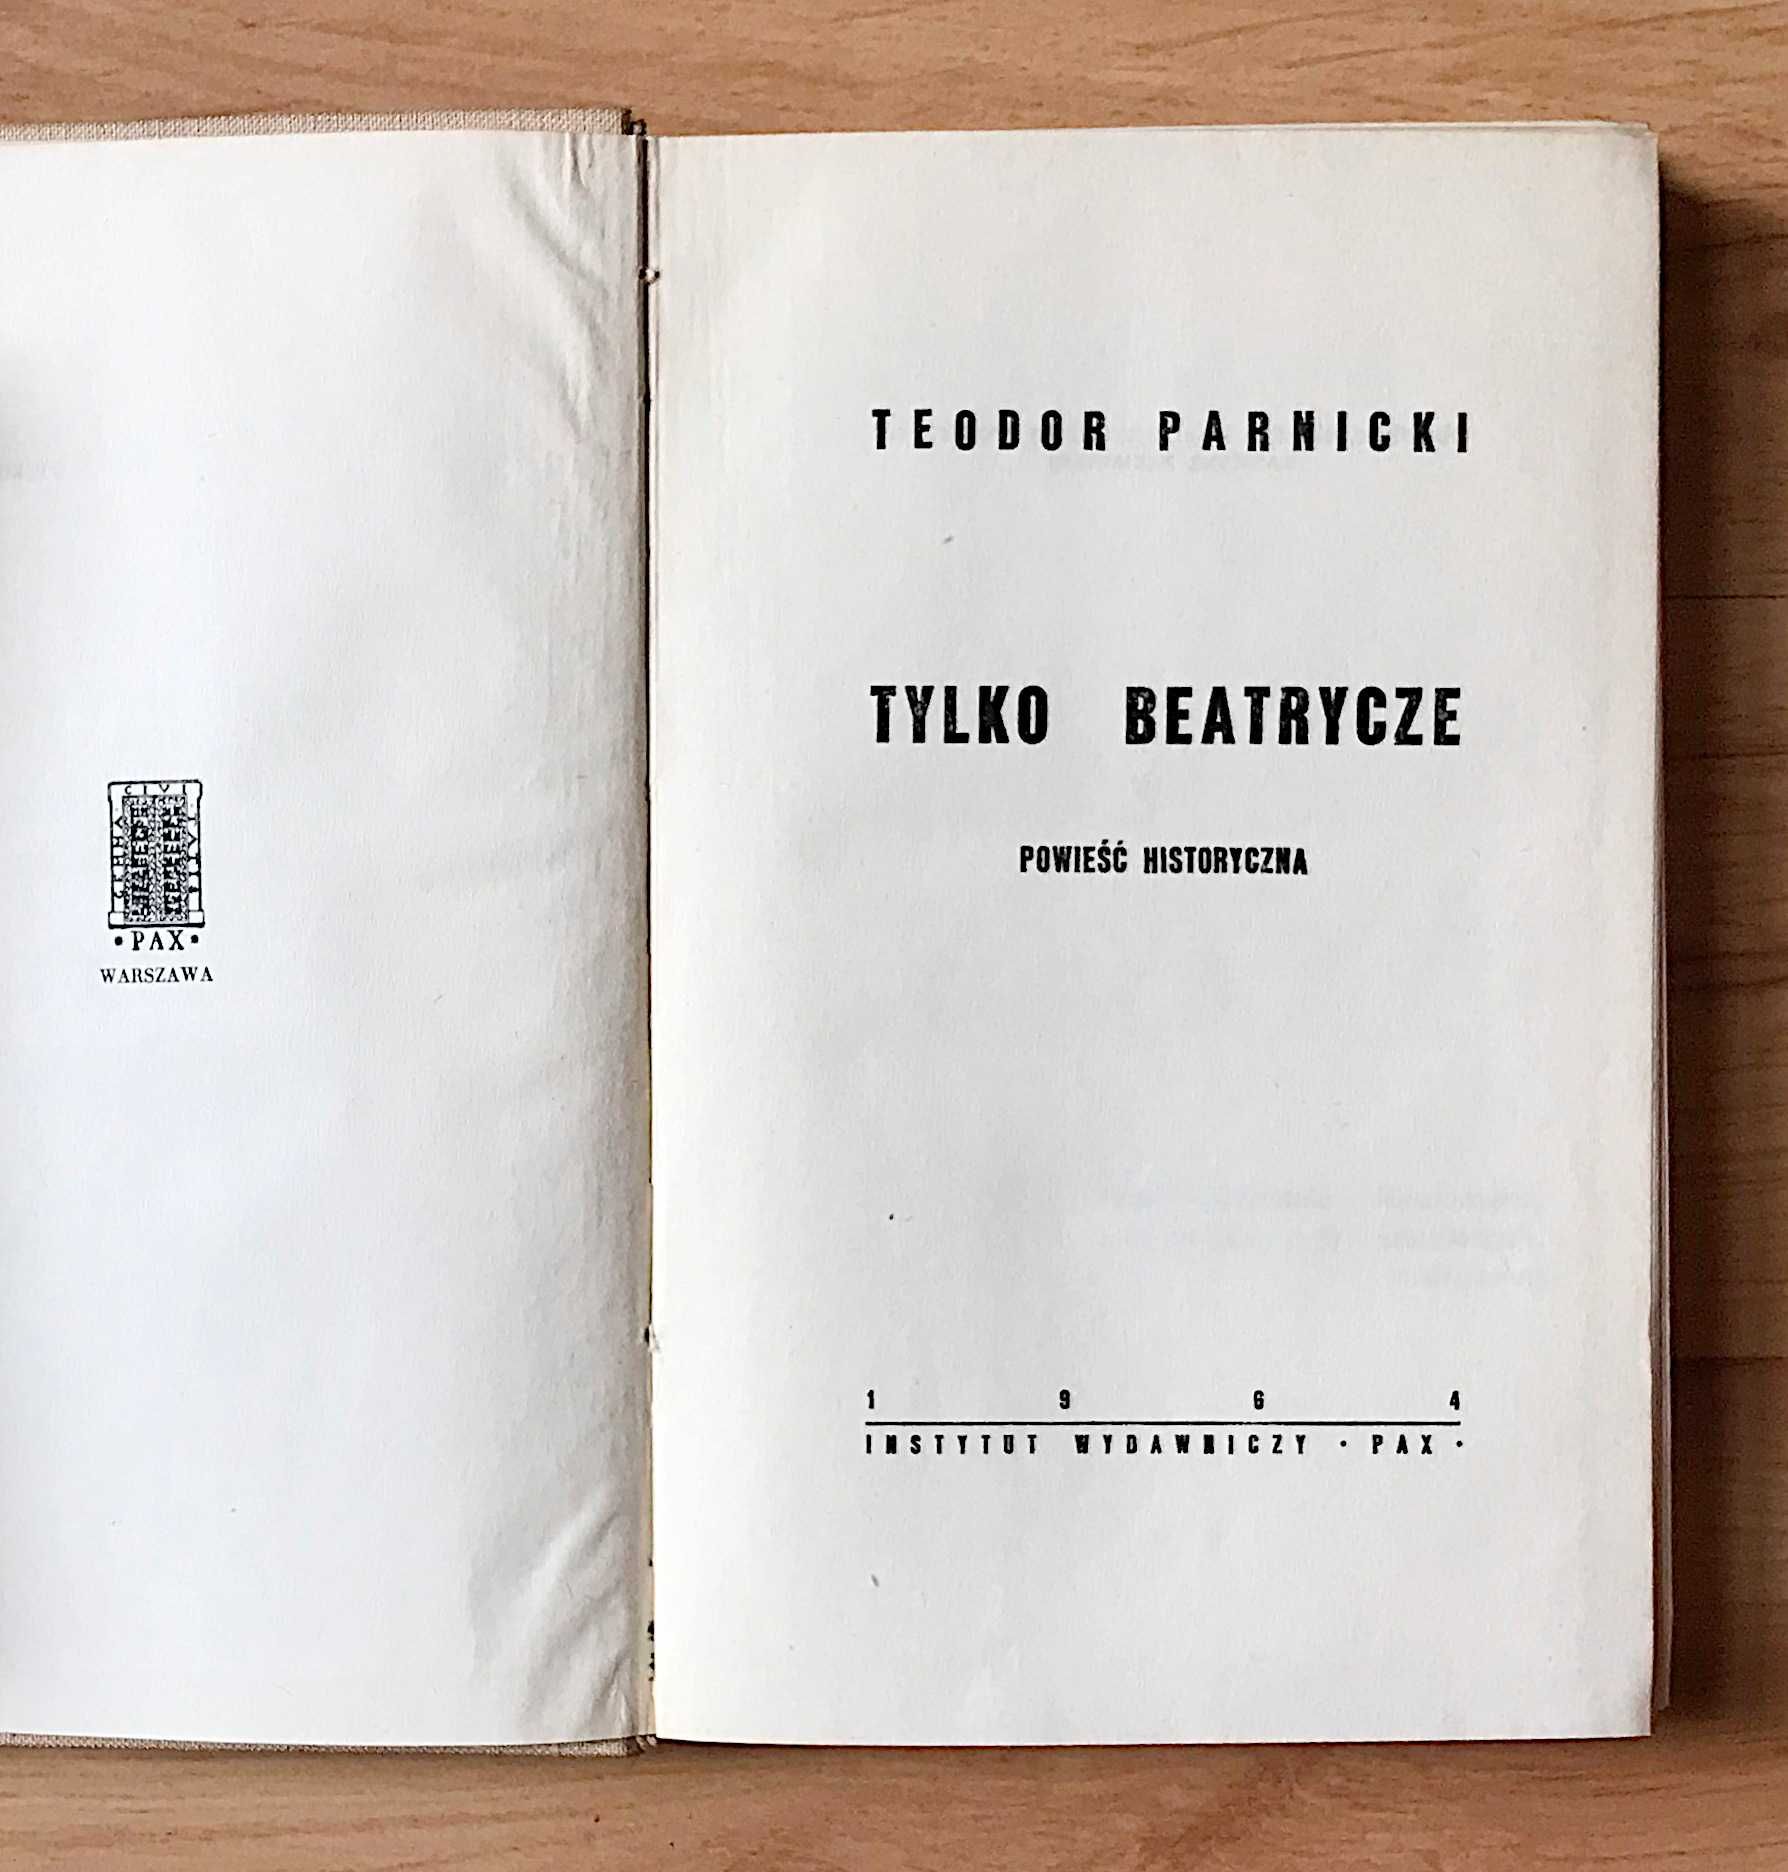 · PAX ·
WARSZAWA
TEODOR PARNICKI
TYLKO BEATRYCZE
POWIEŚĆ HISTORYCZNA
1 9 6 4
INSTYTUT WYDAWNICZY · PAX ·